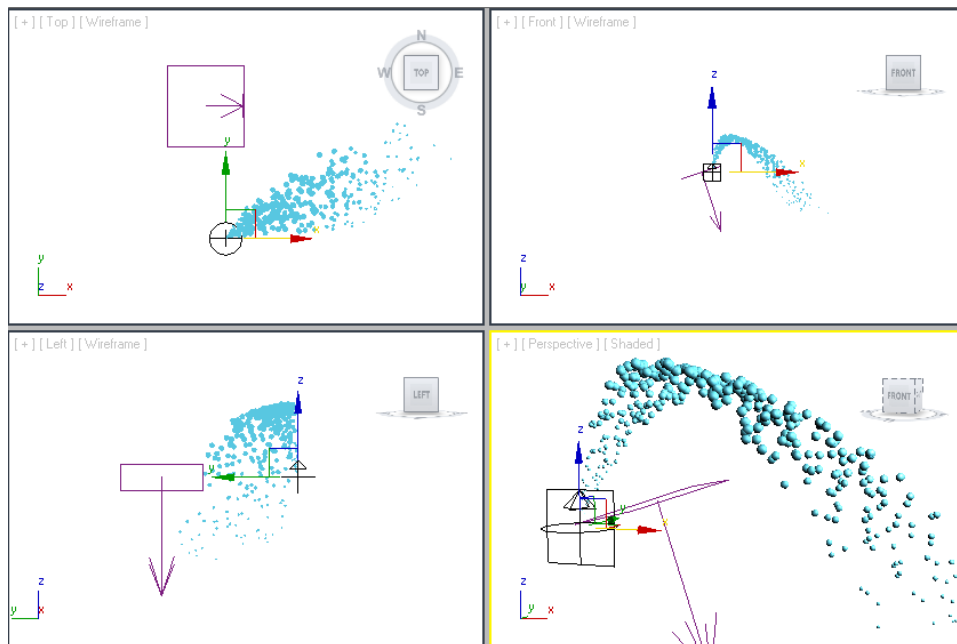 [ + ] [ Top ] [ Wireframe ]
N
W
TOP
E
S
y
x
y
z
x
[ + ] [ Front ] [ Wireframe ]
FRONT
z
x
z
y
x
[ + ] [ Left ] [ Wireframe ]
LEFT
z
y
z
y
x
[ + ] [ Perspective ] [ Shaded ]
FRONT
z
y
x
z
y
x